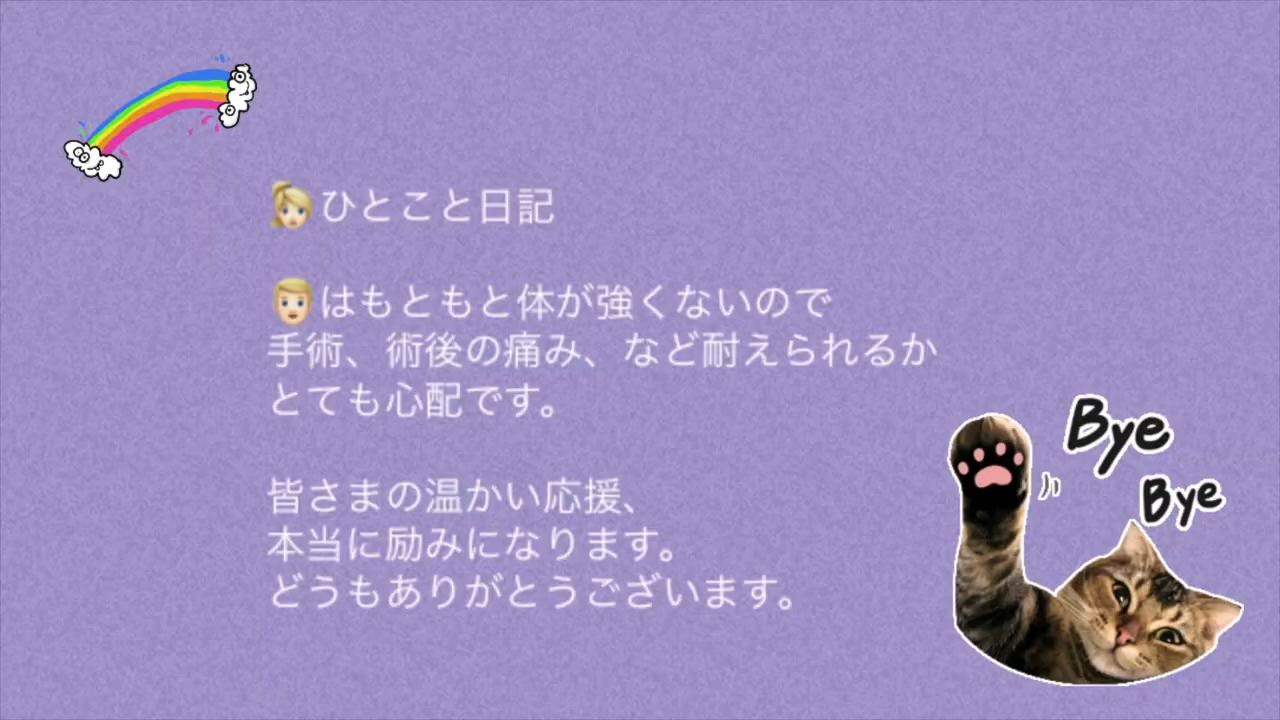 👱‍♀️ひとこと日記
👱‍♂️はもともと体が強くないので
手術、術後の痛み、など耐えられるか
とても心配です。
皆さまの温かい応援、
本当に励みになります。
どうもありがとうございます。
Bye
Bye